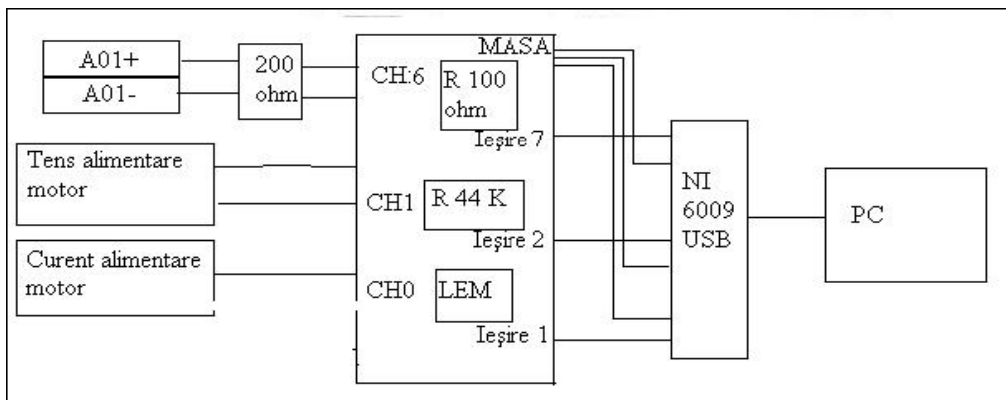 A01+
A01-
200
ohm
MASA
CH:6
R 100
ohm
Ieşire 7
Tens alimentare
motor
CH1
R 44 K
Ieşire 2
Curent alimentare
motor
CH0
LEM
Ieşire 1
NI
6009
USB
PC